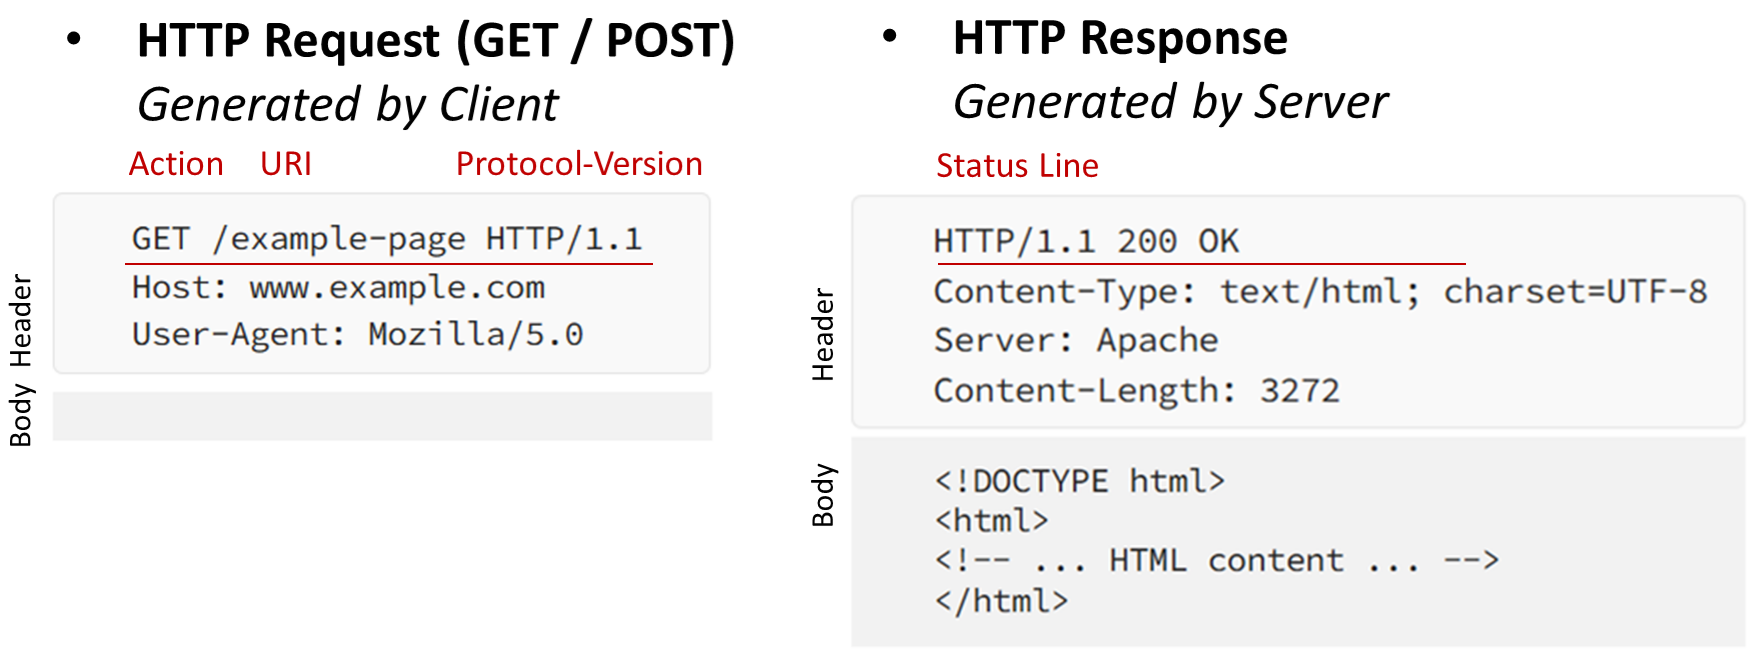 • HTTP Request (GET / POST)
Generated by Client
Action URI Protocol-Version
Header
GET /example-page HTTP/1.1
Host: www.example.com
User-Agent: Mozilla/5.0
Body
• HTTP Response
Generated by Server
Status Line
Header
HTTP/1.1 200 OK
Content-Type: text/html; charset=UTF-8
Server: Apache
Content-Length: 3272
Body
<!DOCTYPE html>
<html>
<!-- ... HTML content ... -->
</html>